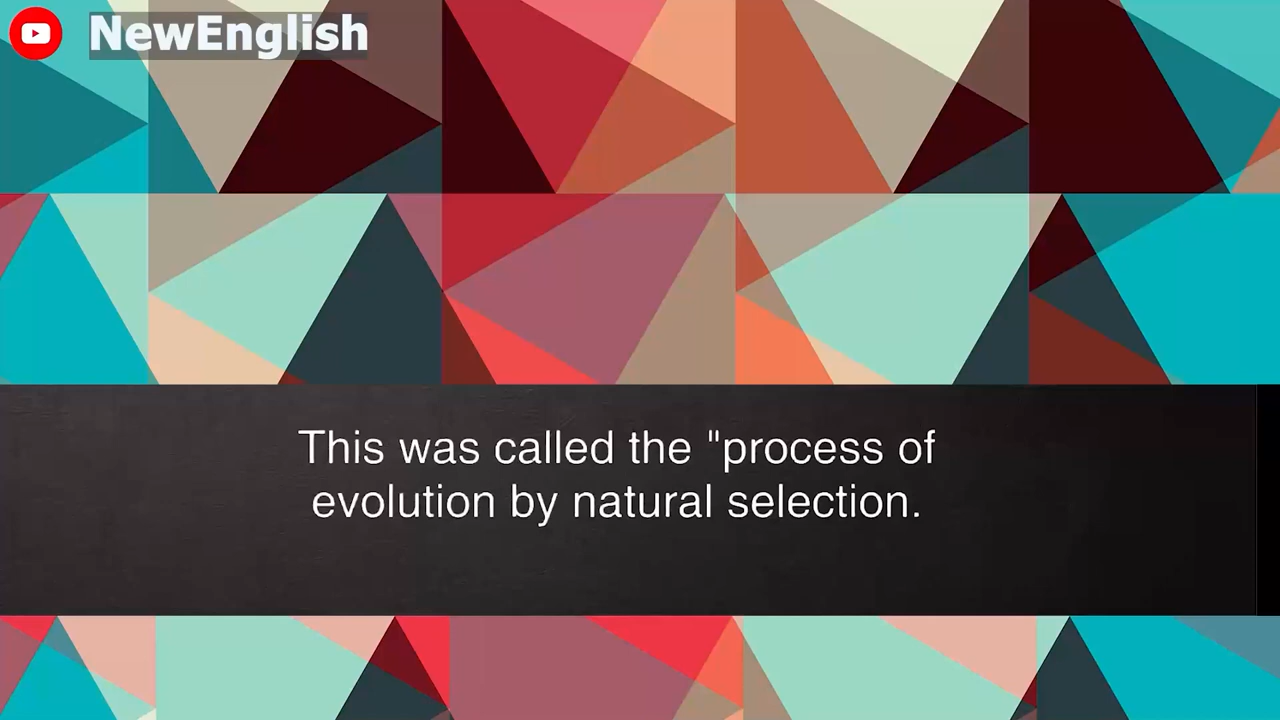 NewEnglish
This was called the "process of
evolution by natural selection.